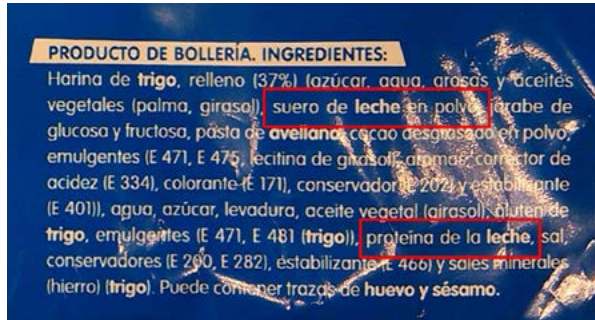 PRODUCTO DE BOLLERÍA. INGREDIENTES:
Harina de trigo, relleno (37%) (azúcar, agua, grasas y aceites
vegetales (palma, girasol), suero de leche en polvo, jarabe de
glucosa y fructosa, pasta de avellana, cacao desgrasado en polvo,
emulgentes (E 471, E 475, lecitina de girasol), aromas, corrector de
acidez (E 334), colorante (E 171), conservador (E 202) y estabilizante
(E 401)), agua, azúcar, levadura, aceite vegetal (girasol), gluten de
trigo, emulgentes (E 471, E 481 (trigo)), proteína de la leche, sal,
conservadores (E 200, E 282), estabilizante (E 466) y sales minerales
(hierro) (trigo). Puede contener trazas de huevo y sésamo.